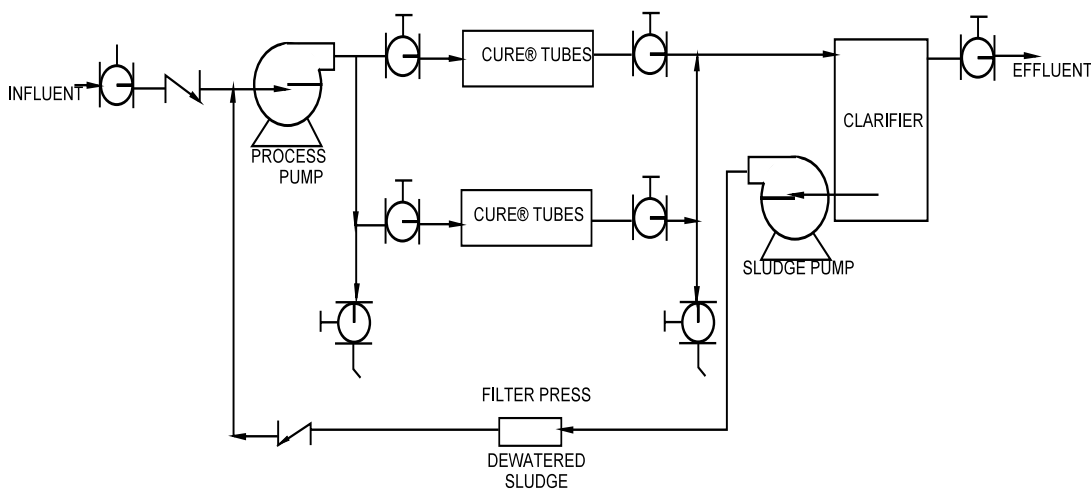 INFLUENT
PROCESS
PUMP
CURE® TUBES
CURE® TUBES
CLARIFIER
EFFLUENT
SLUDGE PUMP
FILTER PRESS
DEWATERED
SLUDGE